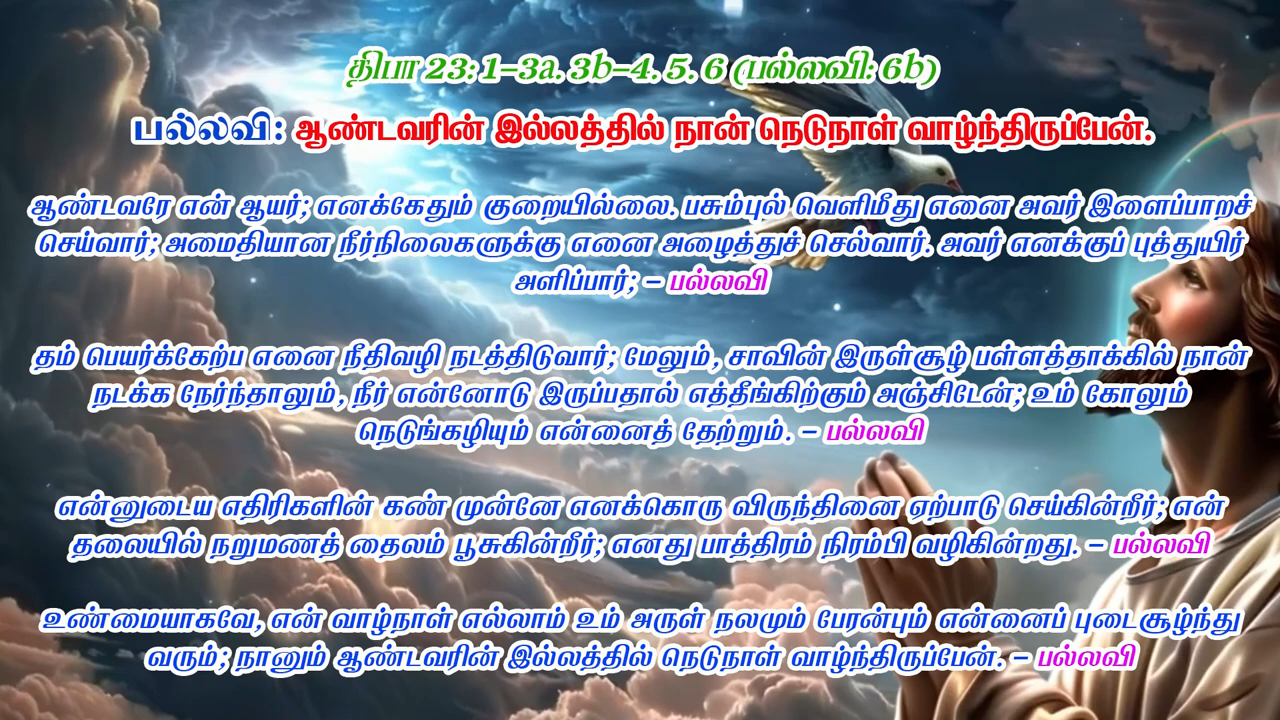 திபா 23: 1-3a. 3b-4. 5. 6 (பல்லவி: 6b)
பல்லவி: ஆண்டவரின் இல்லத்தில் நான் நெடுநாள் வாழ்ந்திருப்பேன்.
ஆண்டவரே என் ஆயர்; எனக்கேதும் குறையில்லை. பசும்புல் வெளிமீது எனை அவர் இளைப்பாறச்
செய்வார்; அமைதியான நீர்நிலைகளுக்கு எனை அழைத்துச் செல்வார். அவர் எனக்குப் புத்துயிர்
அளிப்பார்; – பல்லவி
தம் பெயர்க்கேற்ப எனை நீதிவழி நடத்திடுவார்; மேலும், சாவின் இருள்சூழ் பள்ளத்தாக்கில் நான்
நடக்க நேர்ந்தாலும், நீர் என்னோடு இருப்பதால் எத்தீங்கிற்கும் அஞ்சிடேன்; உம் கோலும்
நெடுங்கழியும் என்னைத் தேற்றும். – பல்லவி
என்னுடைய எதிரிகளின் கண் முன்னே எனக்கொரு விருந்தினை ஏற்பாடு செய்கின்றீர்; என்
தலையில் நறுமணத் தைலம் பூசுகின்றீர்; எனது பாத்திரம் நிரம்பி வழிகின்றது. – பல்லவி
உண்மையாகவே, என் வாழ்நாள் எல்லாம் உம் அருள் நலமும் பேரன்பும் என்னைப் புடைசூழ்ந்து
வரும்; நானும் ஆண்டவரின் இல்லத்தில் நெடுநாள் வாழ்ந்திருப்பேன். – பல்லவி